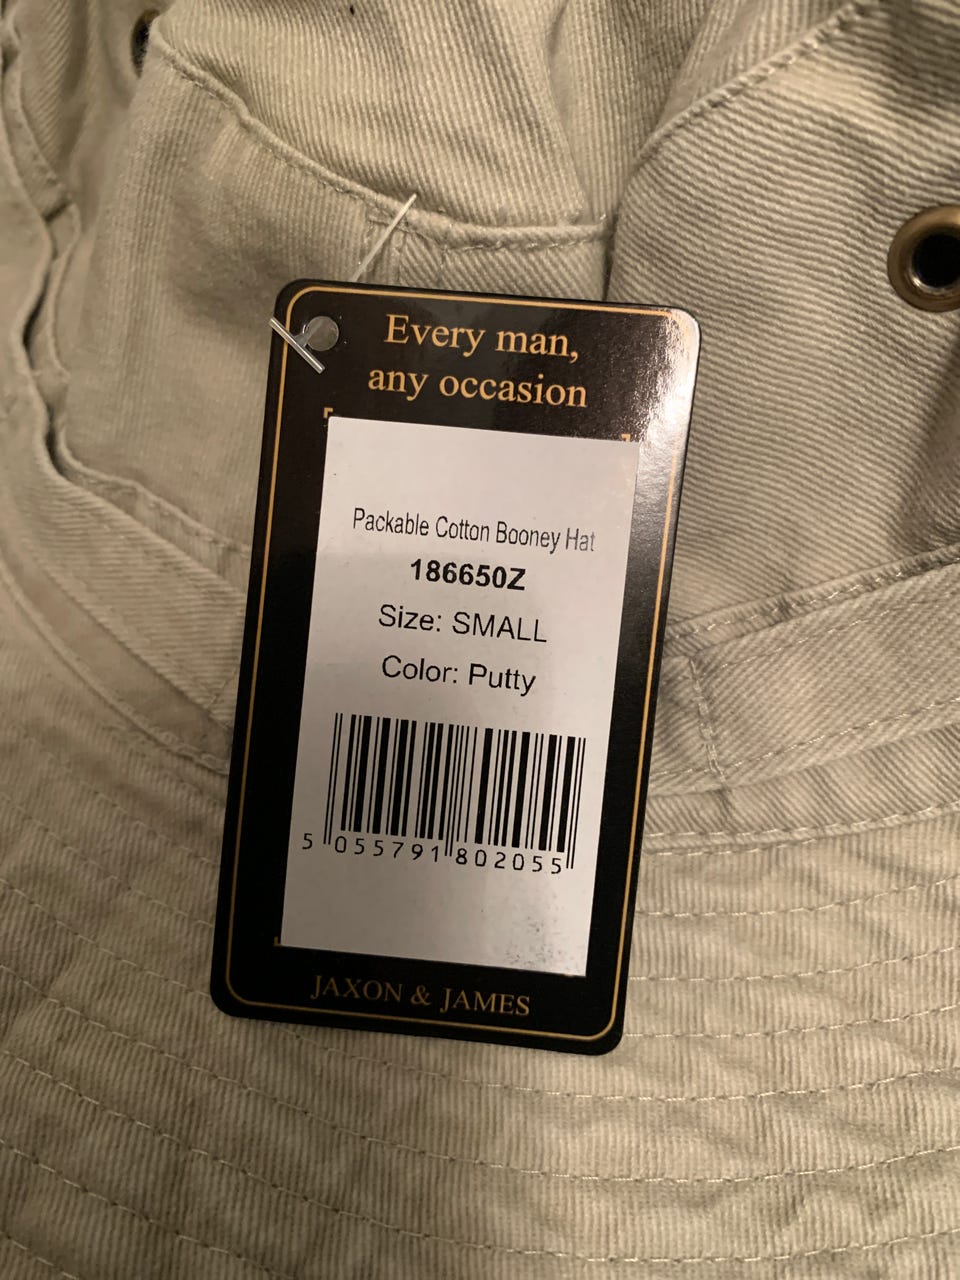 Every man,
any occasion
Packable Cotton Booney Hat
186650Z
Size: SMALL
Color: Putty
5 055791 802055
JAXON & JAMES